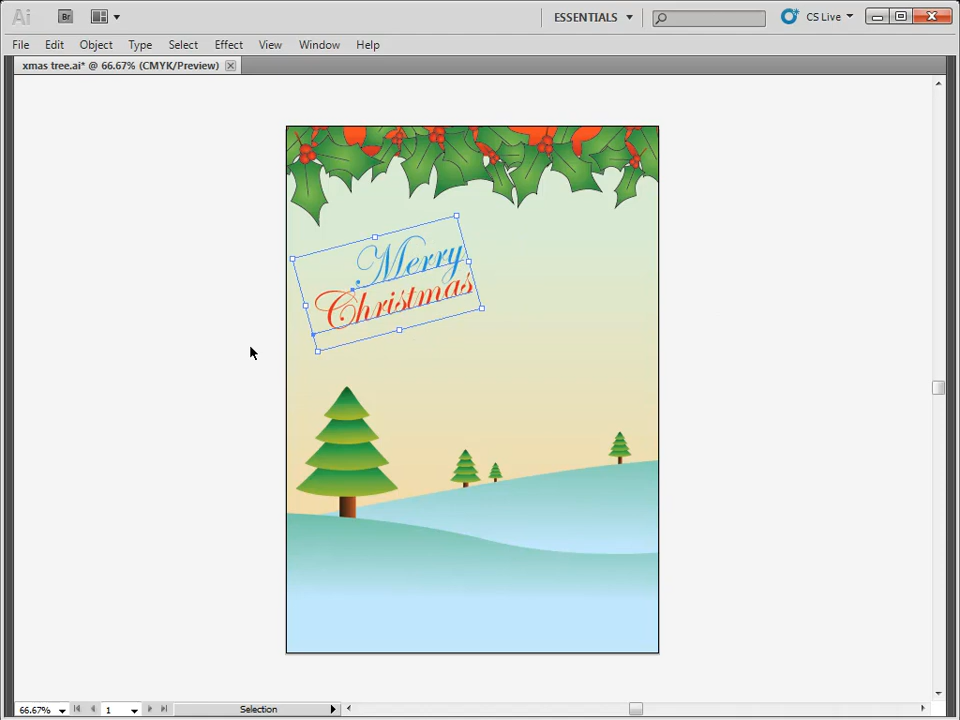 Ai Br ESSENTIALS CS Live
File Edit Object Type Select Effect View Window Help
xmas tree.ai* @ 66.67% (CMYK/Preview)
Merry
Christmas
66.67% 1 Selection